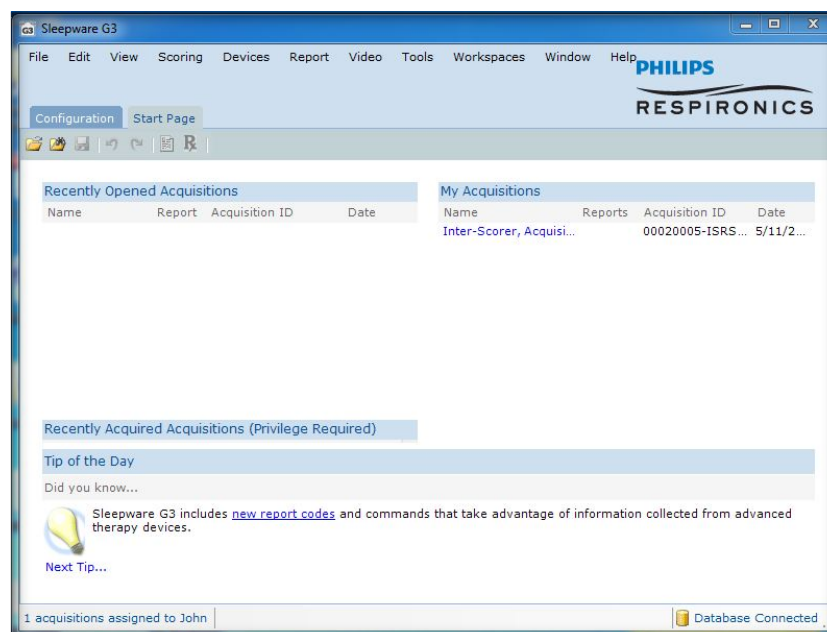 G3 Sleepware G3
File Edit View Scoring Devices Report Video Tools Workspaces Window Help
PHILIPS
RESPIRONICS
Configuration Start Page
Recently Opened Acquisitions
Name Report Acquisition ID Date
My Acquisitions
Name Reports Acquisition ID Date
Inter-Scorer, Acquisi... 00020005-ISRS... 5/11/2...
Recently Acquired Acquisitions (Privilege Required)
Tip of the Day
Did you know...
Sleepware G3 includes new report codes and commands that take advantage of information collected from advanced
therapy devices.
Next Tip...
1 acquisitions assigned to John
Database Connected